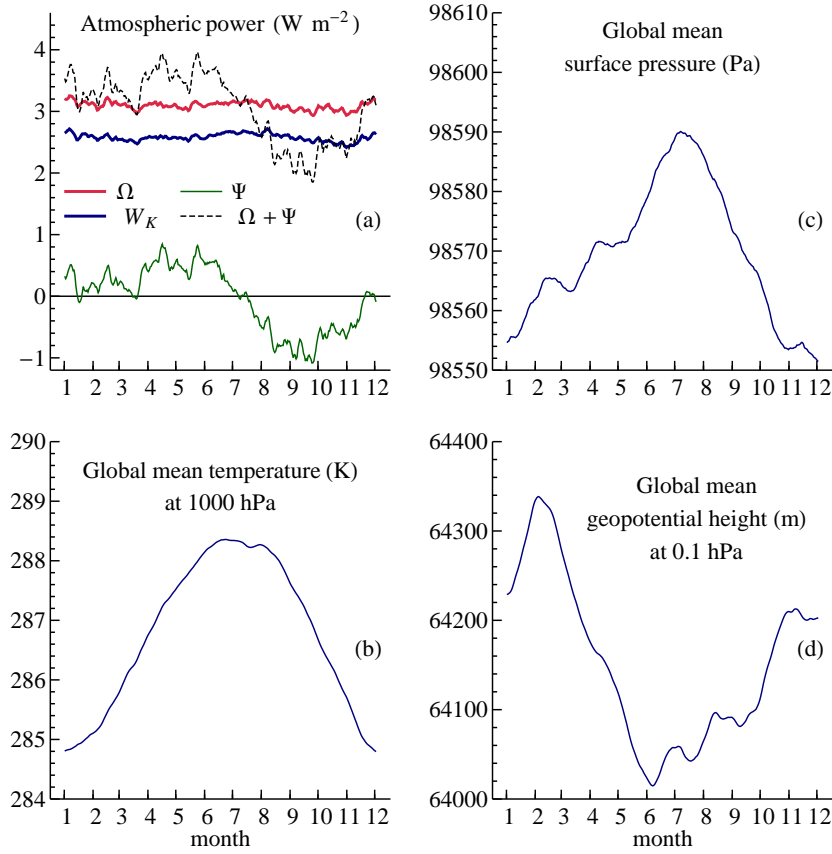 Atmospheric power (W m−2)
4
3
2
1
0
−1
Ω
Ψ
W_K
Ω + Ψ
(a)
1 2 3 4 5 6 7 8 9 10 11 12
Global mean
surface pressure (Pa)
98610
98600
98590
98580
98570
98560
98550
(c)
1 2 3 4 5 6 7 8 9 10 11 12
Global mean temperature (K)
at 1000 hPa
290
289
288
287
286
285
284
(b)
1 2 3 4 5 6 7 8 9 10 11 12
month
Global mean
geopotential height (m)
at 0.1 hPa
64400
64300
64200
64100
64000
(d)
1 2 3 4 5 6 7 8 9 10 11 12
month